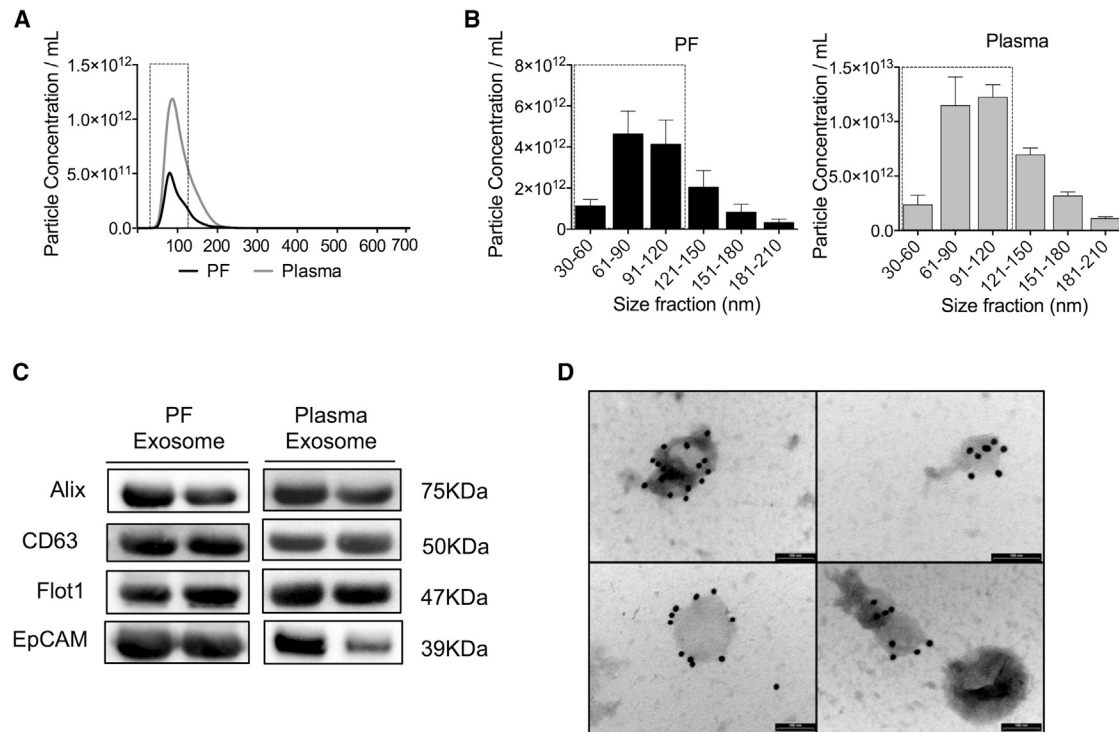 A
Particle Concentration / mL
1.5×10¹²
1.0×10¹²
5.0×10¹¹
0.0
100 200 300 400 500 600 700
PF Plasma
B
PF
Particle Concentration / mL
8×10¹²
6×10¹²
4×10¹²
2×10¹²
0
30-60
61-90
91-120
121-150
151-180
181-210
Size fraction (nm)
Plasma
Particle Concentration / mL
1.5×10¹³
1.0×10¹³
5.0×10¹²
0.0
30-60
61-90
91-120
121-150
151-180
181-210
Size fraction (nm)
C
PF
Exosome
Plasma
Exosome
Alix 75KDa
CD63 50KDa
Flot1 47KDa
EpCAM 39KDa
D